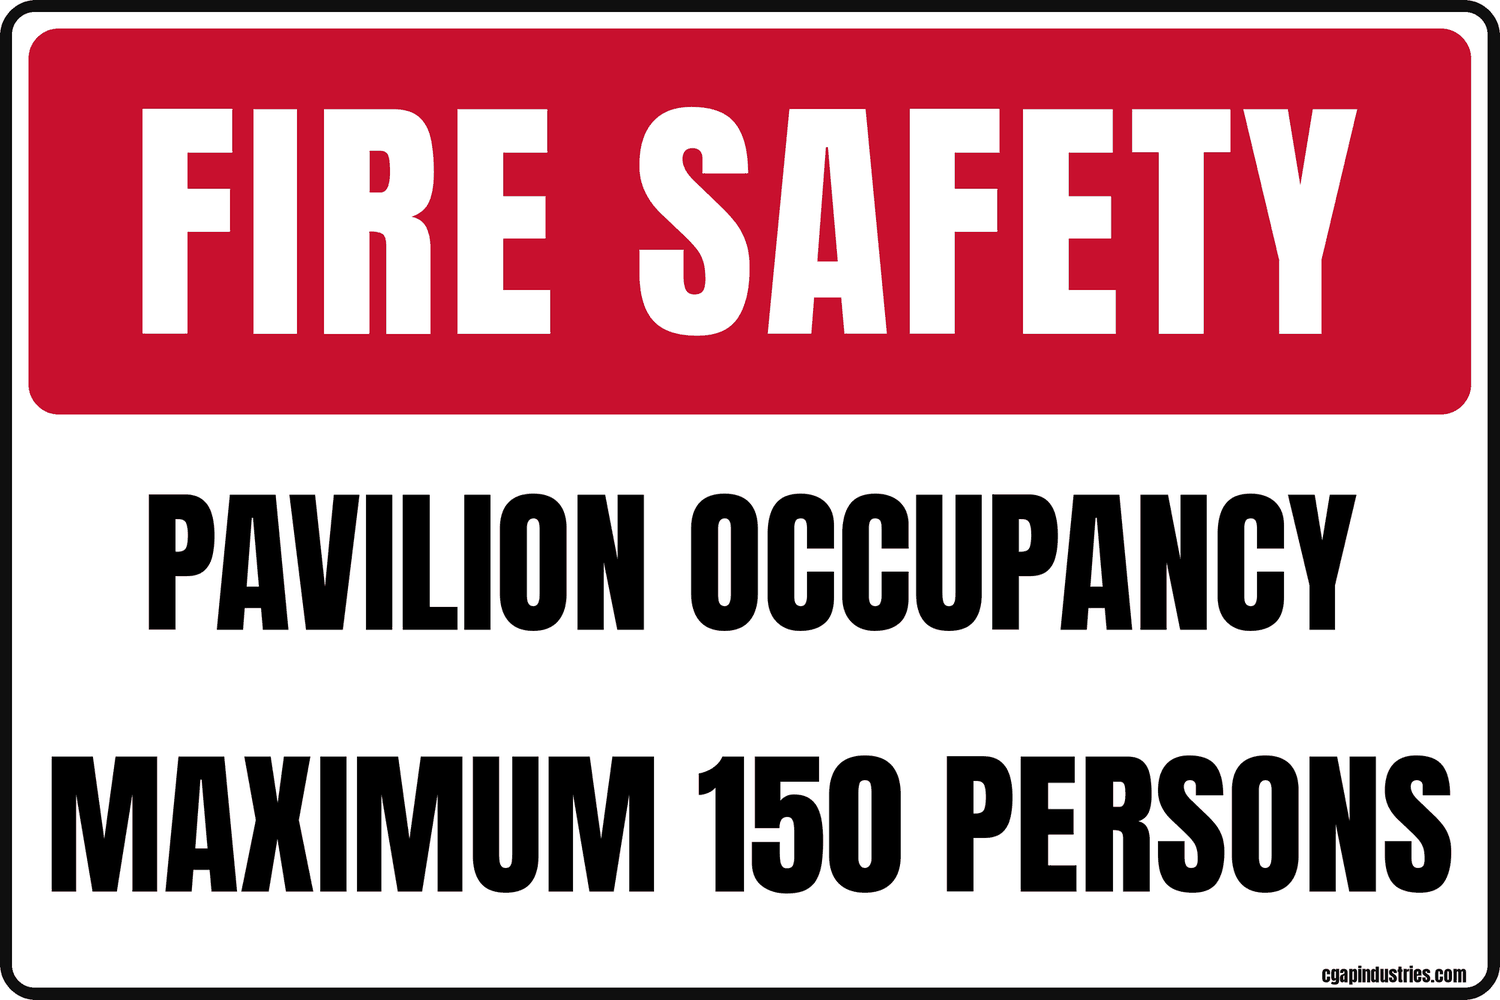 FIRE SAFETY
PAVILION OCCUPANCY
MAXIMUM 150 PERSONS
cgapindustries.com